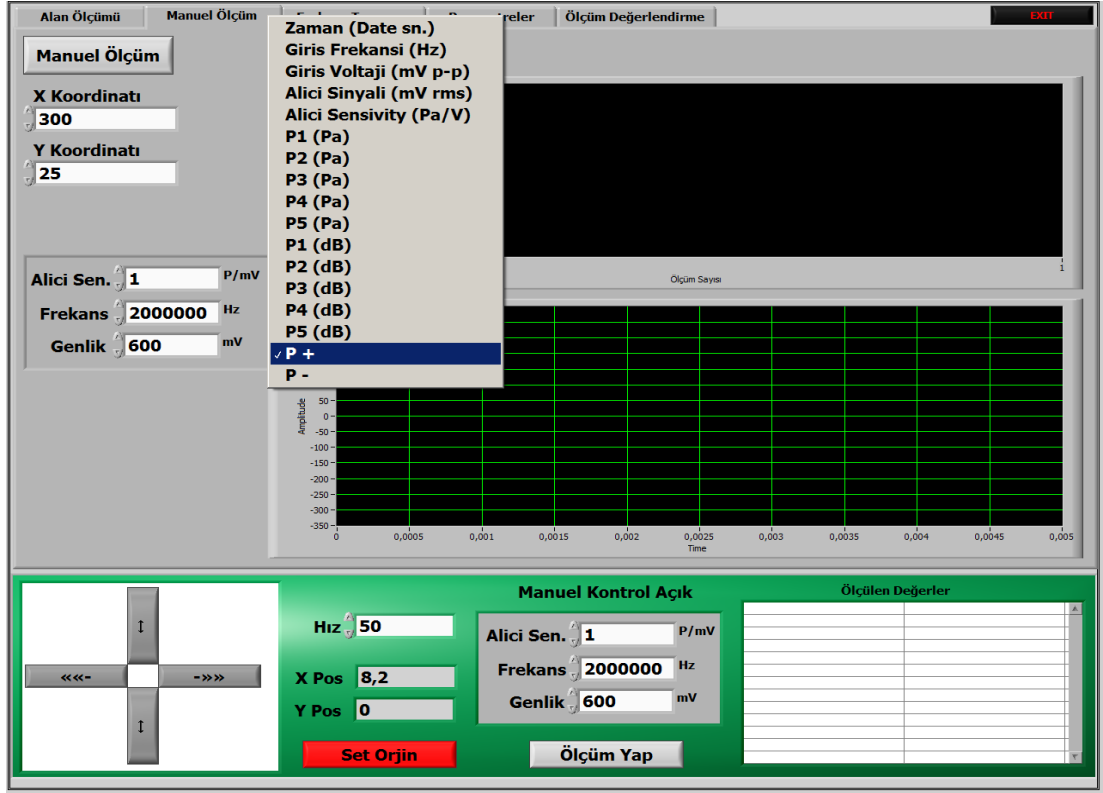 Alan Ölçümü
Manuel Ölçüm
Ölçüm Değerlendirme
EXIT
Manuel Ölçüm
X Koordinatı
300
Y Koordinatı
25
Alici Sen. 1 P/mV
Frekans 2000000 Hz
Genlik 600 mV
Zaman (Date sn.)
Giris Frekansi (Hz)
Giris Voltaji (mV p-p)
Alici Sinyali (mV rms)
Alici Sensivity (Pa/V)
P1 (Pa)
P2 (Pa)
P3 (Pa)
P4 (Pa)
P5 (Pa)
P1 (dB)
P2 (dB)
P3 (dB)
P4 (dB)
P5 (dB)
✓ P +
P -
1
Ölçüm Sayısı
Amplitude
50
0
-50
-100
-150
-200
-250
-300
-350
0 0,0005 0,001 0,0015 0,002 0,0025 0,003 0,0035 0,004 0,0045 0,005
Time
««- -»»
Hız 50
X Pos 8,2
Y Pos 0
Set Orjin
Manuel Kontrol Açık
Alici Sen. 1 P/mV
Frekans 2000000 Hz
Genlik 600 mV
Ölçüm Yap
Ölçülen Değerler